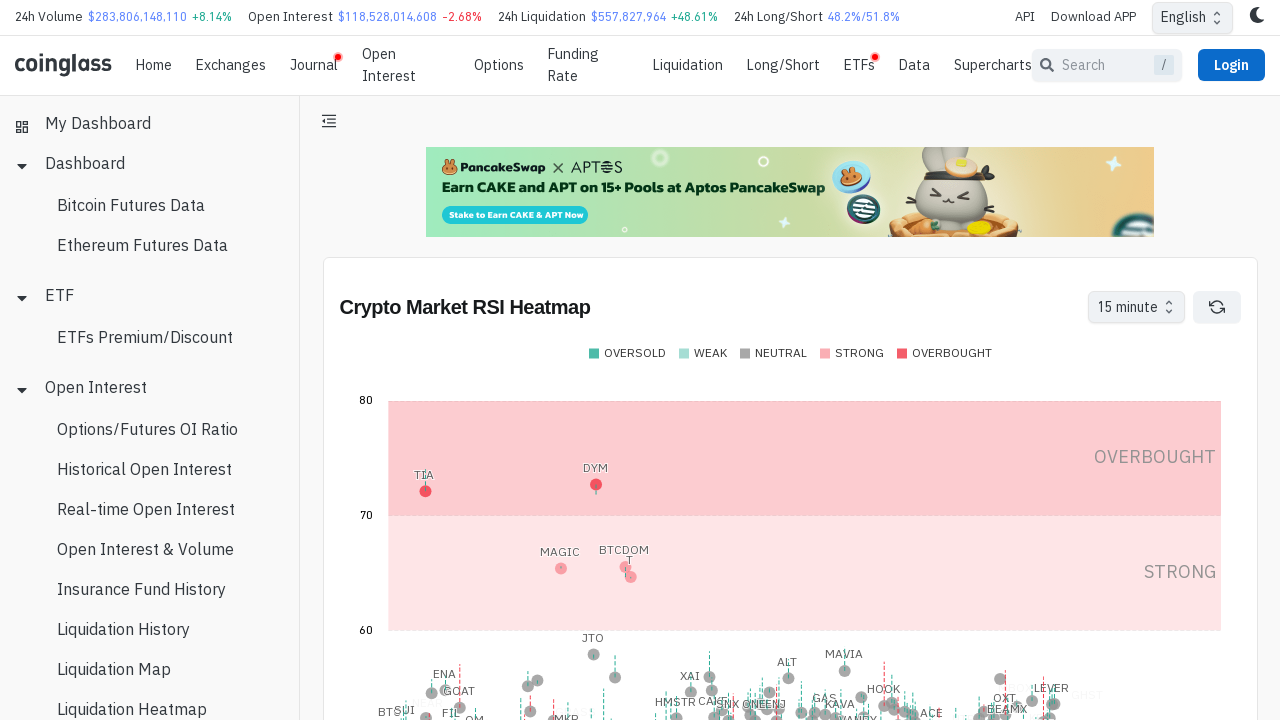 24h Volume $283,806,148,110 +8.14% Open Interest $118,528,014,608 -2.68% 24h Liquidation $557,827,964 +48.61% 24h Long/Short 48.2%/51.8% API Download APP English
coinglass Home Exchanges Journal Open Interest Options Funding Rate Liquidation Long/Short ETFs Data Supercharts Search / Login
My Dashboard
Dashboard
Bitcoin Futures Data
Ethereum Futures Data
ETF
ETFs Premium/Discount
Open Interest
Options/Futures OI Ratio
Historical Open Interest
Real-time Open Interest
Open Interest & Volume
Insurance Fund History
Liquidation History
Liquidation Map
Liquidation Heatmap
PancakeSwap × APTOS
Earn CAKE and APT on 15+ Pools at Aptos PancakeSwap
Stake to Earn CAKE & APT Now
Crypto Market RSI Heatmap
15 minute
OVERSOLD WEAK NEUTRAL STRONG OVERBOUGHT
80
OVERBOUGHT
TIA DYM
70
MAGIC BTCDOM
T
STRONG
60
JTO
ALT MAVIA
ENA XAI
GOAT HOOK LEVER
HMSTR GAS OXT
SUI FIL KAVA BEAMX
ACE